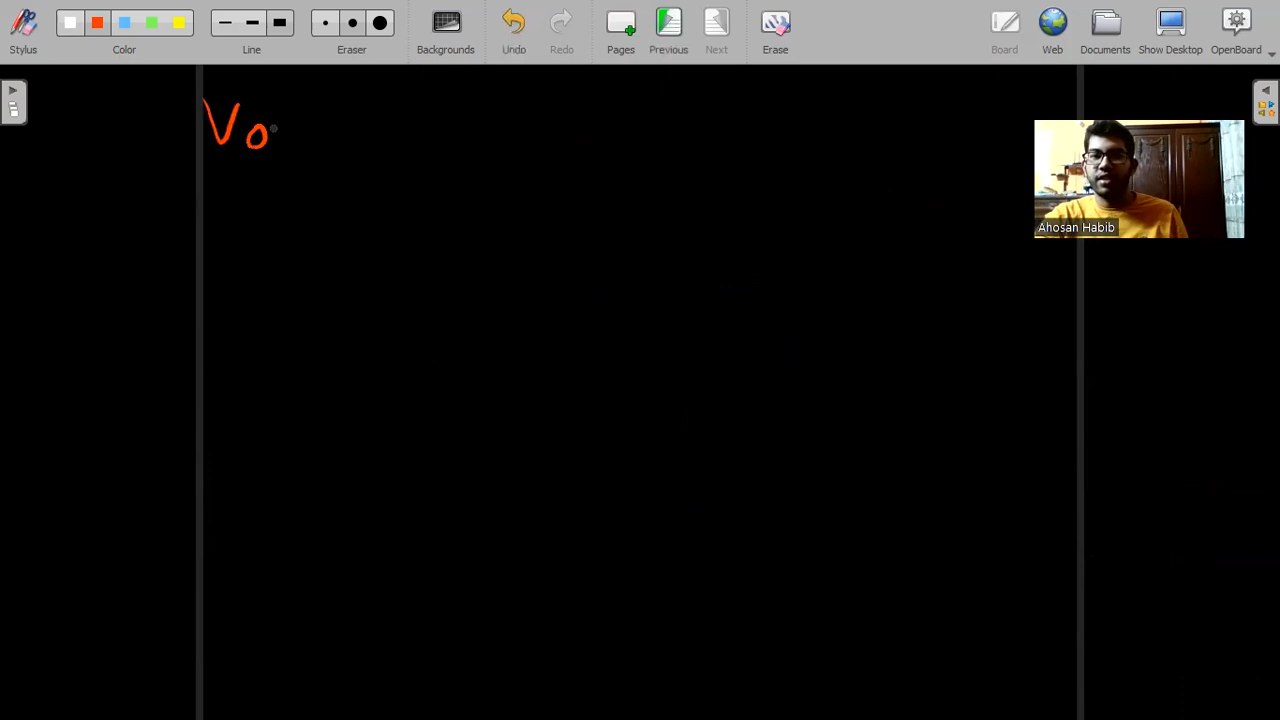 Stylus
Color
Line
Eraser
Backgrounds
Undo
Redo
Pages
Previous
Next
Erase
Board
Web
Documents
Show Desktop
OpenBoard
Vo
Ahosan Habib